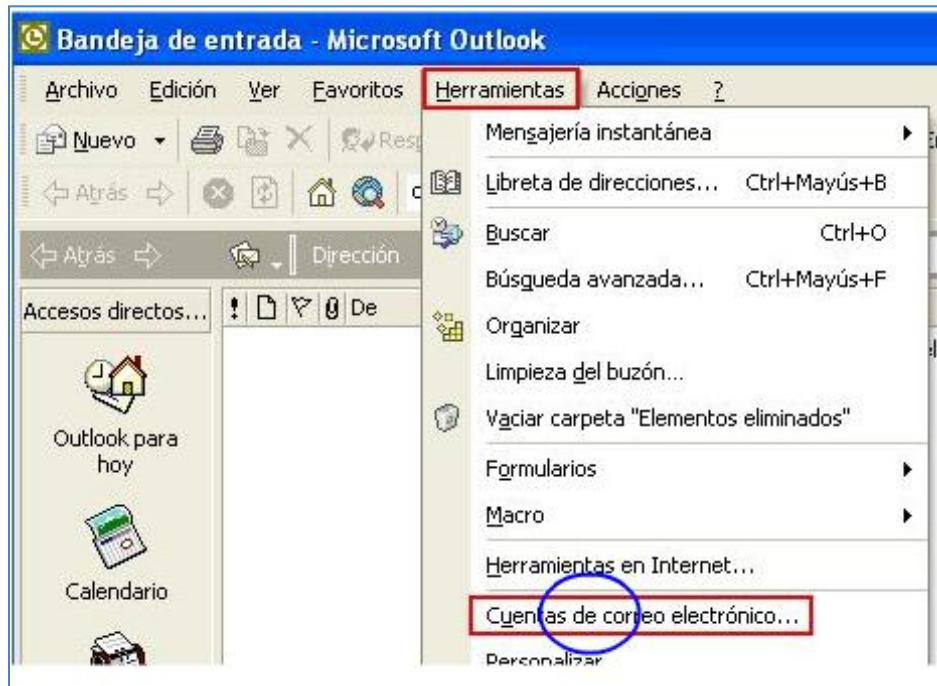 Bandeja de entrada - Microsoft Outlook
Archivo Edición Ver Favoritos Herramientas Acciones ?
Nuevo
Atrás
Atrás Dirección
Accesos directos... ! De
Outlook para
hoy
Calendario
Mensajería instantánea
Libreta de direcciones... Ctrl+Mayús+B
Buscar Ctrl+O
Búsqueda avanzada... Ctrl+Mayús+F
Organizar
Limpieza del buzón...
Vaciar carpeta "Elementos eliminados"
Formularios
Macro
Herramientas en Internet...
Cuentas de correo electrónico...
Personalizar